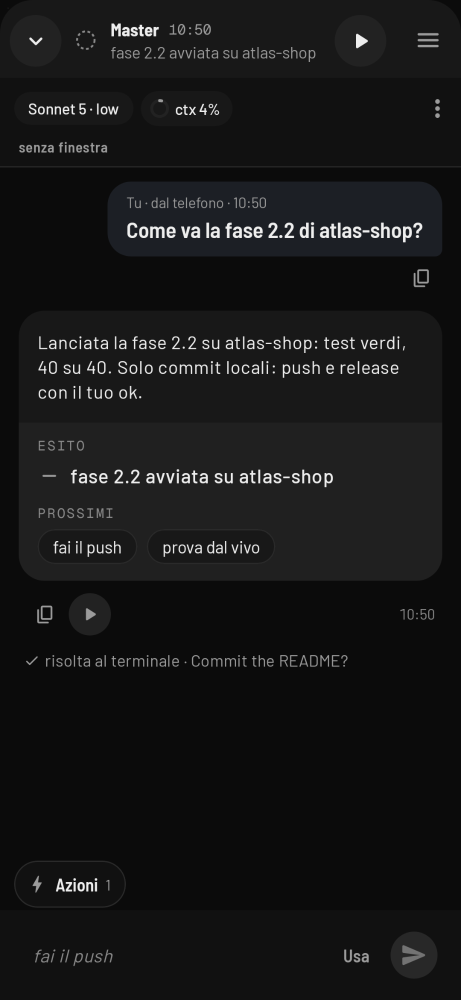 Master 10:50
fase 2.2 avviata su atlas-shop
Sonnet 5 · low
ctx 4%
senza finestra
Tu · dal telefono · 10:50
Come va la fase 2.2 di atlas-shop?
Lanciata la fase 2.2 su atlas-shop: test verdi,
40 su 40. Solo commit locali: push e release
con il tuo ok.
ESITO
— fase 2.2 avviata su atlas-shop
PROSSIMI
fai il push
prova dal vivo
10:50
risolta al terminale · Commit the README?
Azioni 1
fai il push
Usa